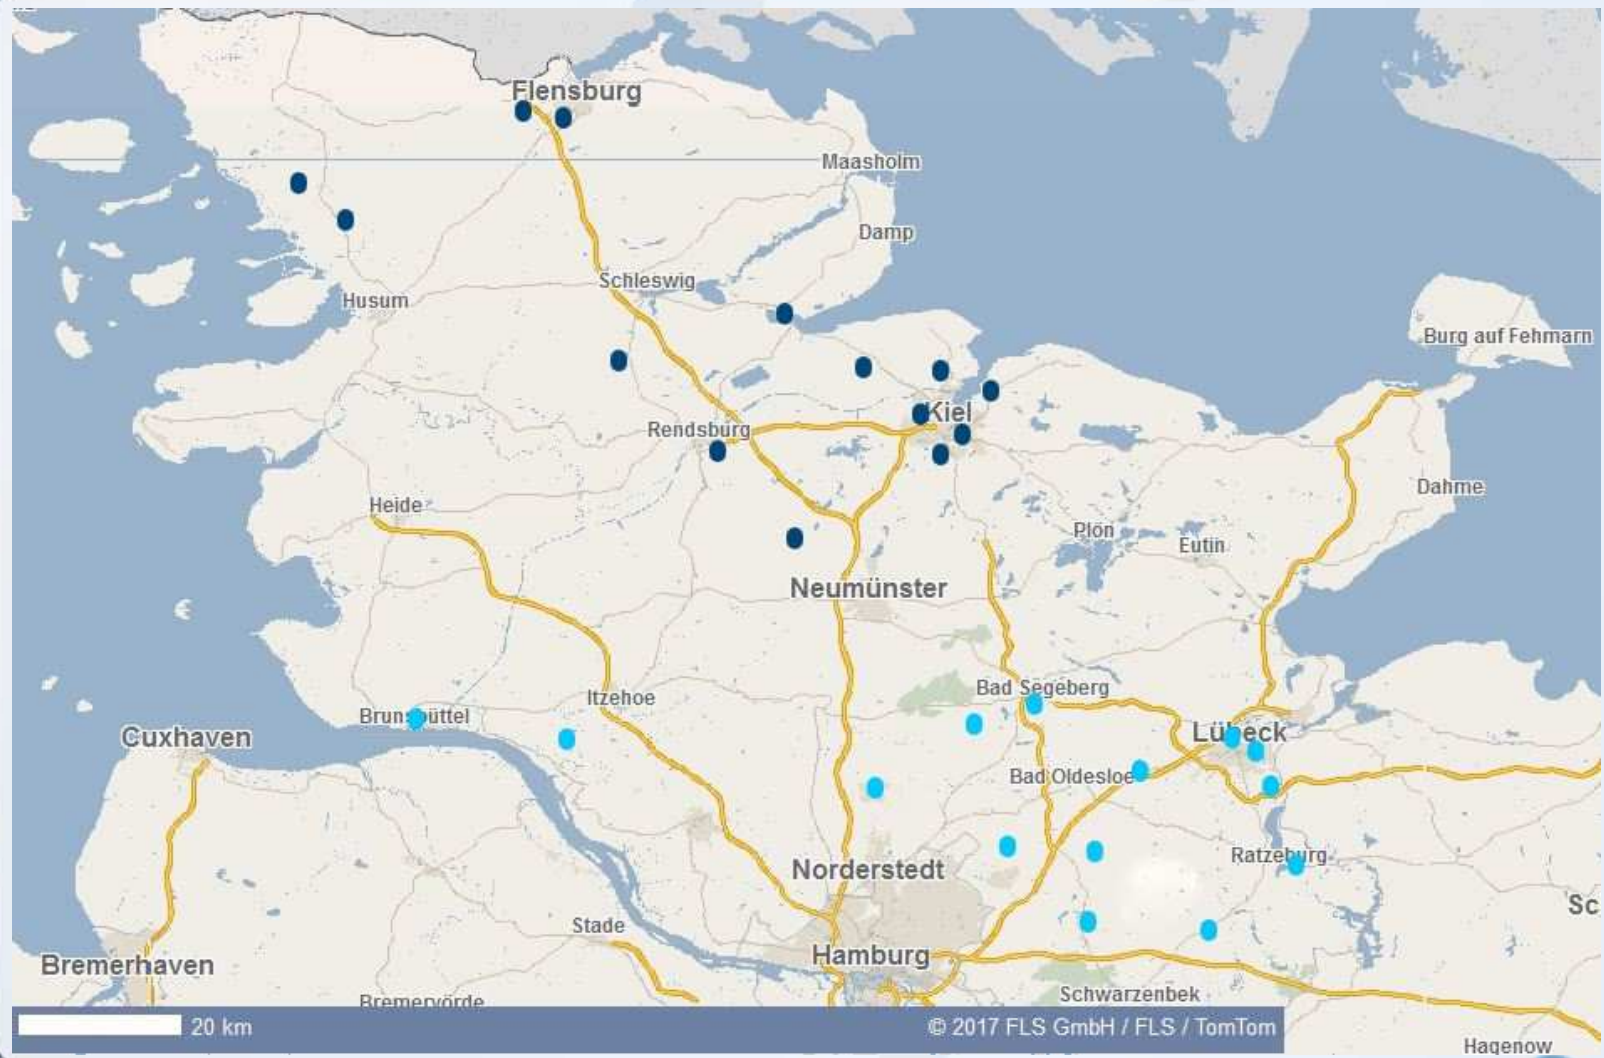 Flensburg
Maasholm
Damp
Schleswig
Husum
Burg auf Fehmarn
Kiel
Rendsburg
Dahme
Heide
Plön
Eutin
Neumünster
Bad Segeberg
Itzehoe
Brunsbüttel
Lübeck
Cuxhaven
Bad Oldesloe
Ratzeburg
Norderstedt
Sc
Stade
Hamburg
Bremerhaven
Schwarzenbek
Bremervörde
20 km
© 2017 FLS GmbH / FLS / TomTom
Hagenow